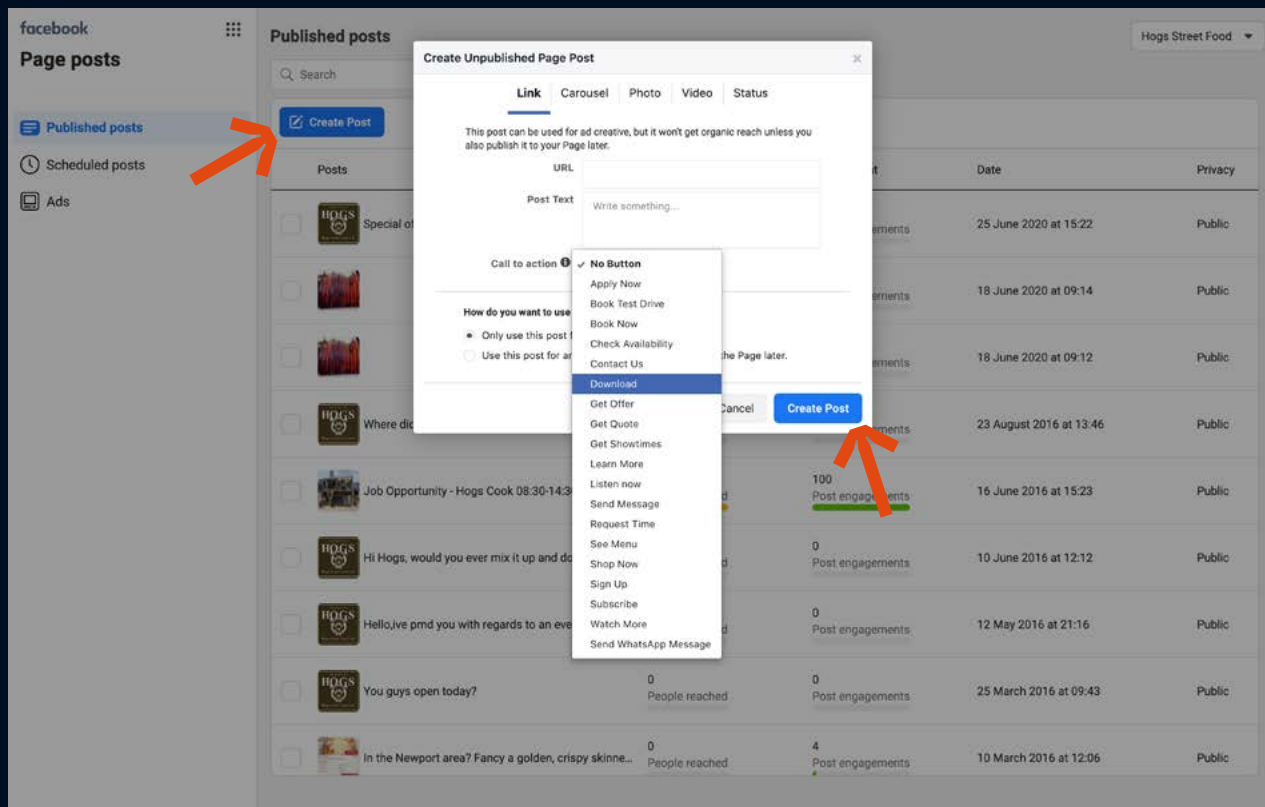 facebook
Page posts
Published posts
Scheduled posts
Ads
Published posts
Hogs Street Food
Search
Create Post
Posts
Date
Privacy
Create Unpublished Page Post
×
Link Carousel Photo Video Status
This post can be used for ad creative, but it won't get organic reach unless you
also publish it to your Page later.
URL
Post Text
Write something...
Call to action
No Button
Apply Now
Book Test Drive
Book Now
Check Availability
Contact Us
Download
Get Offer
Get Quote
Get Showtimes
Learn More
Listen now
Send Message
Request Time
See Menu
Shop Now
Sign Up
Subscribe
Watch More
Send WhatsApp Message
How do you want to use
Only use this post
Use this post for
the Page later.
Cancel
Create Post
HOGS
Special
25 June 2020 at 15:22
Public
18 June 2020 at 09:14
Public
18 June 2020 at 09:12
Public
HOGS
Where
23 August 2016 at 13:46
Public
Job Opportunity - Hogs Cook 08:30-14:3
100
Post engagements
16 June 2016 at 15:23
Public
HOGS
Hi Hogs, would you ever mix it up and do
0
Post engagements
10 June 2016 at 12:12
Public
HOGS
Hello,ive pmd you with regards to an eve
0
Post engagements
12 May 2016 at 21:16
Public
HOGS
You guys open today?
0
People reached
0
Post engagements
25 March 2016 at 09:43
Public
In the Newport area? Fancy a golden, crispy skinne...
0
People reached
4
Post engagements
10 March 2016 at 12:06
Public